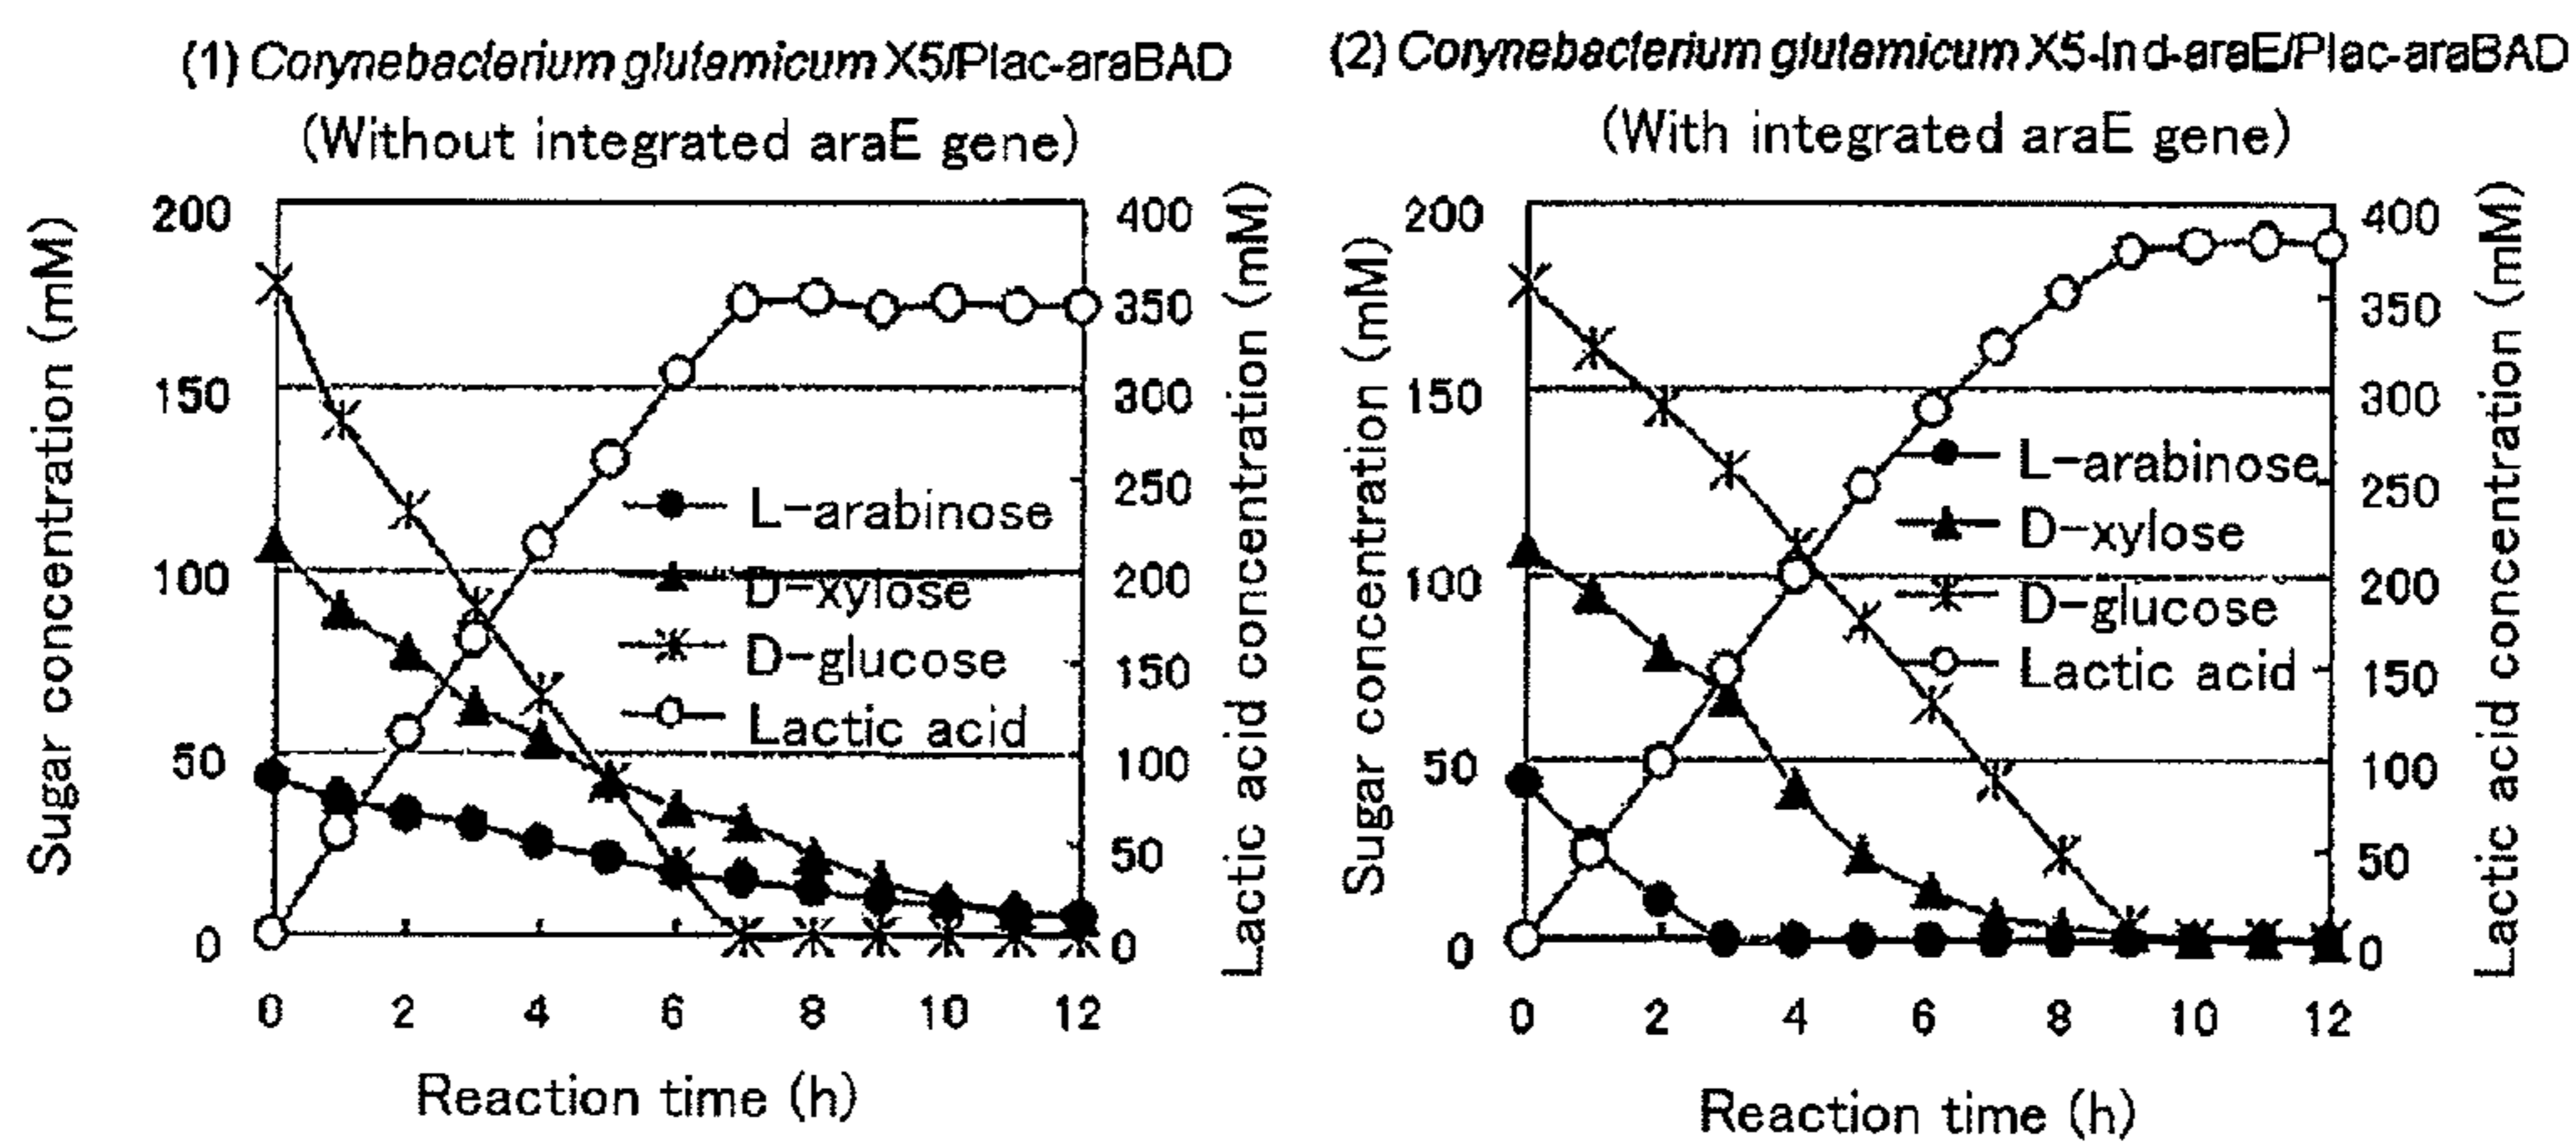 (1) Corynebacterium glutamicum X5/Plac-araBAD
(Without integrated araE gene)
Sugar concentration (mM)
200
150
100
50
0
400
350
300
250
200
150
100
50
0
Lactic acid concentration (mM)
L-arabinose
D-xylose
D-glucose
Lactic acid
0 2 4 6 8 10 12
Reaction time (h)
(2) Corynebacterium glutamicum X5-Ind-araE/Plac-araBAD
(With integrated araE gene)
Sugar concentration (mM)
200
150
100
50
0
400
350
300
250
200
150
100
50
0
Lactic acid concentration (mM)
L-arabinose
D-xylose
D-glucose
Lactic acid
0 2 4 6 8 10 12
Reaction time (h)